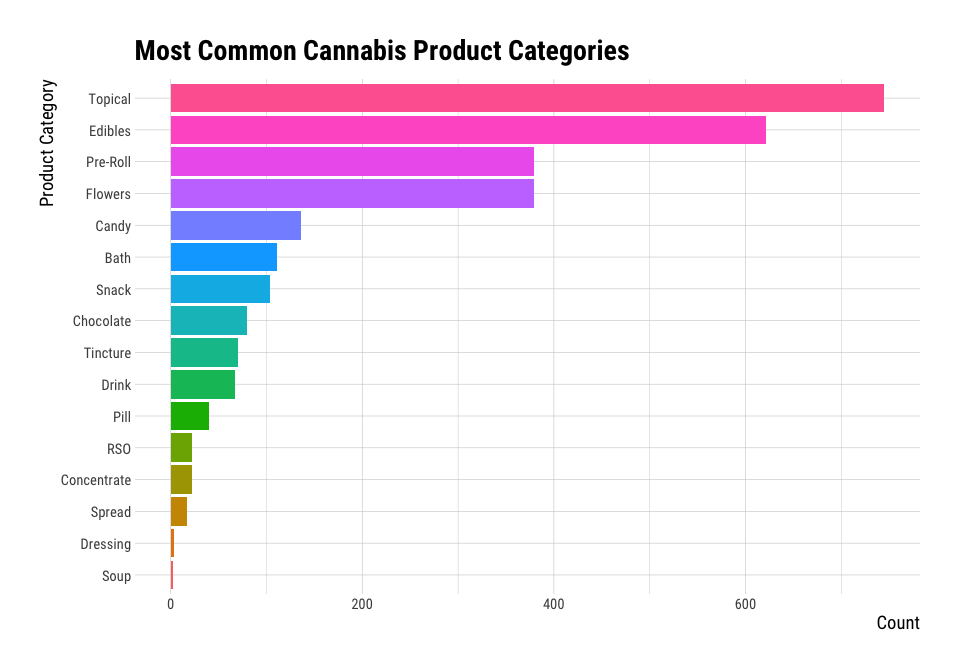 Most Common Cannabis Product Categories
Product Category
Topical
Edibles
Pre-Roll
Flowers
Candy
Bath
Snack
Chocolate
Tincture
Drink
Pill
RSO
Concentrate
Spread
Dressing
Soup
0 200 400 600
Count